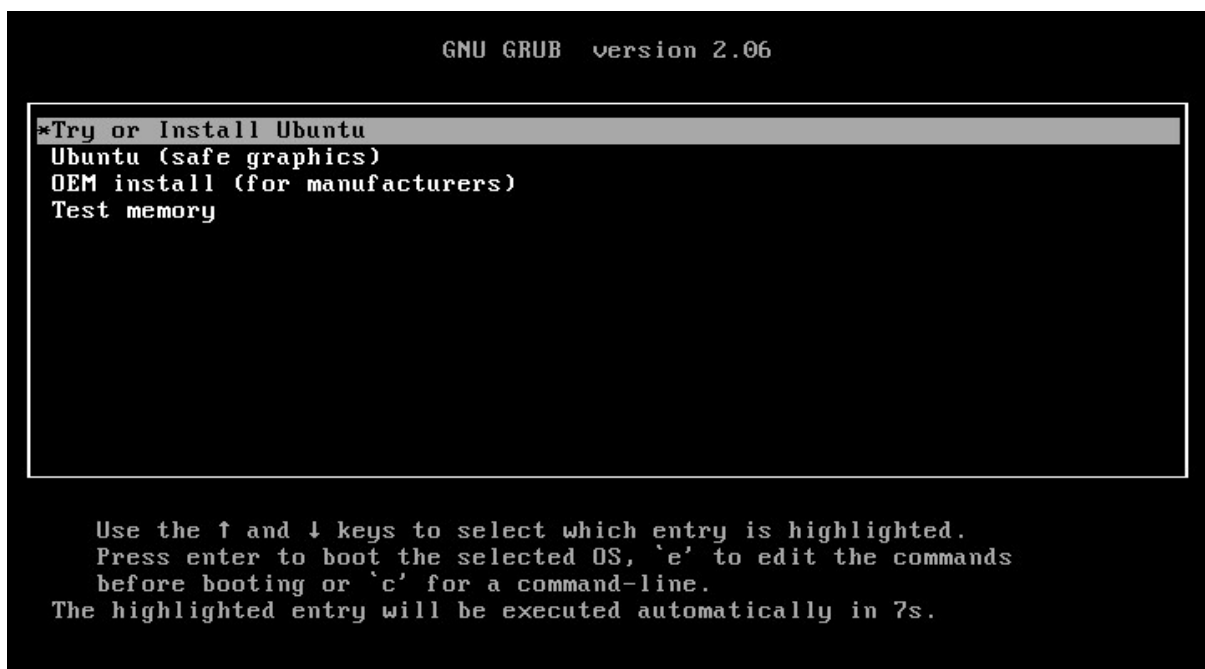 GNU GRUB version 2.06
*Try or Install Ubuntu
Ubuntu (safe graphics)
OEM install (for manufacturers)
Test memory
Use the ↑ and ↓ keys to select which entry is highlighted.
Press enter to boot the selected OS, `e' to edit the commands
before booting or `c' for a command-line.
The highlighted entry will be executed automatically in 7s.